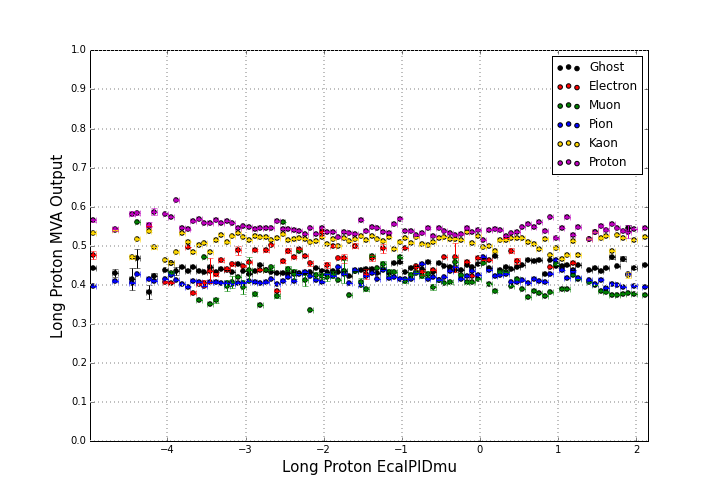 1.0
0.9
0.8
0.7
0.6
0.5
0.4
0.3
0.2
0.1
0.0
Long Proton MVA Output
Ghost
Electron
Muon
Pion
Kaon
Proton
−4 −3 −2 −1 0 1 2
Long Proton EcalPIDmu